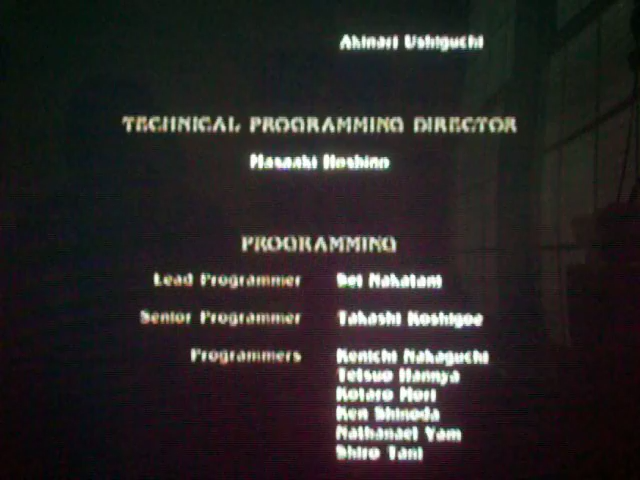 Akinari Ushiguchi
TECHNICAL PROGRAMMING DIRECTOR
Masaaki Hoshino
PROGRAMMING
Lead Programmer Sei Nakatani
Senior Programmer Takashi Koshigoe
Programmers Kenichi Nakaguchi
Tetsuo Hannya
Kotaro Mori
Ken Shinoda
Nathanael Yam
Shiro Tani